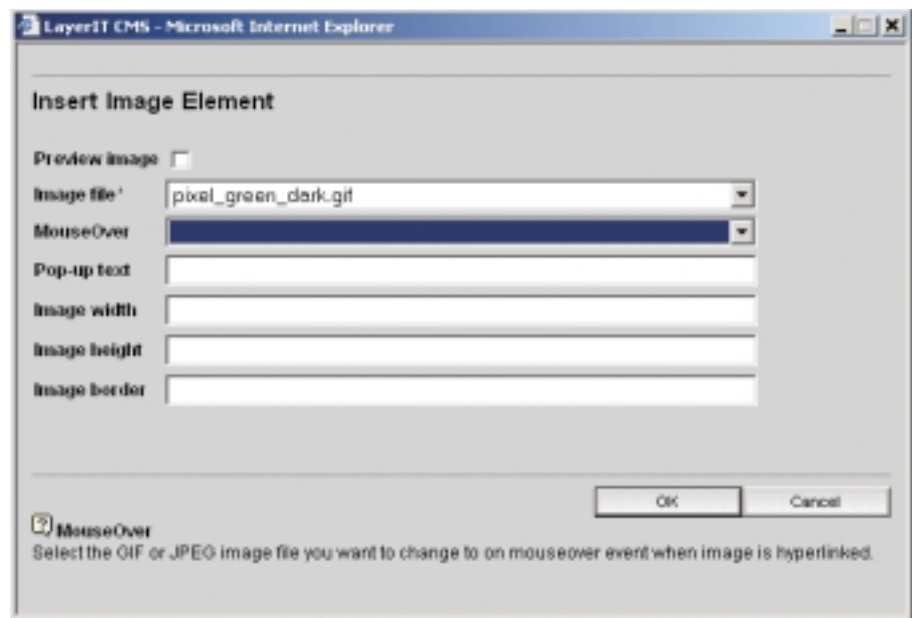 LayerIT CMS - Microsoft Internet Explorer
Insert Image Element
Preview image
Image file *
pixel_green_dark.gif
MouseOver
Pop-up text
Image width
Image height
Image border
OK
Cancel
MouseOver
Select the GIF or JPEG image file you want to change to on mouseover event when image is hyperlinked.